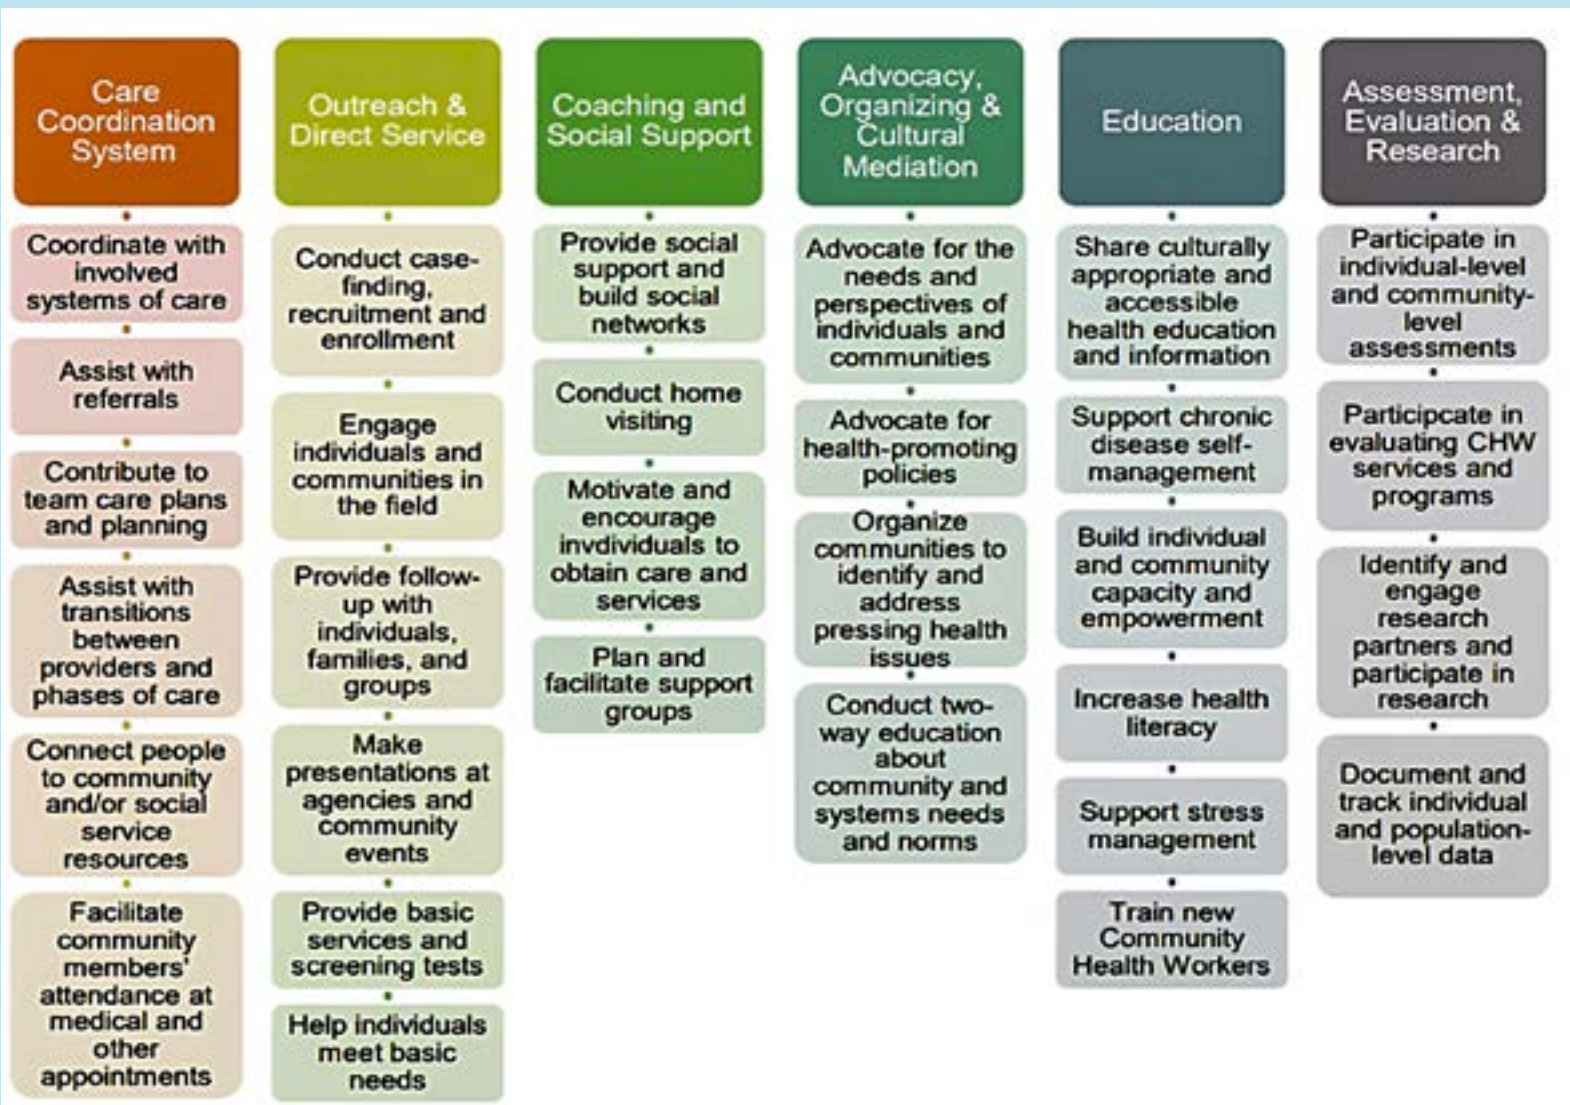 Care
Coordination
System
Coordinate with
involved
systems of care
Assist with
referrals
Contribute to
team care plans
and planning
Assist with
transitions
between
providers and
phases of care
Connect people
to community
and/or social
service
resources
Facilitate
community
members'
attendance at
medical and
other
appointments
Outreach &
Direct Service
Conduct case-
finding,
recruitment and
enrollment
Engage
individuals and
communities in
the field
Provide follow-
up with
individuals,
families, and
groups
Make
presentations at
agencies and
community
events
Provide basic
services and
screening tests
Help individuals
meet basic
needs
Coaching and
Social Support
Provide social
support and
build social
networks
Conduct home
visiting
Motivate and
encourage
invdividuals to
obtain care and
services
Plan and
facilitate support
groups
Advocacy,
Organizing &
Cultural
Mediation
Advocate for the
needs and
perspectives of
individuals and
communities
Advocate for
health-promoting
policies
Organize
communities to
identify and
address
pressing health
issues
Conduct two-
way education
about
community and
systems needs
and norms
Education
Share culturally
appropriate and
accessible
health education
and information
Support chronic
disease self-
management
Build individual
and community
capacity and
empowerment
Increase health
literacy
Support stress
management
Train new
Community
Health Workers
Assessment,
Evaluation &
Research
Participate in
individual-level
and community-
level
assessments
Participcate in
evaluating CHW
services and
programs
Identify and
engage
research
partners and
participate in
research
Document and
track individual
and population-
level data